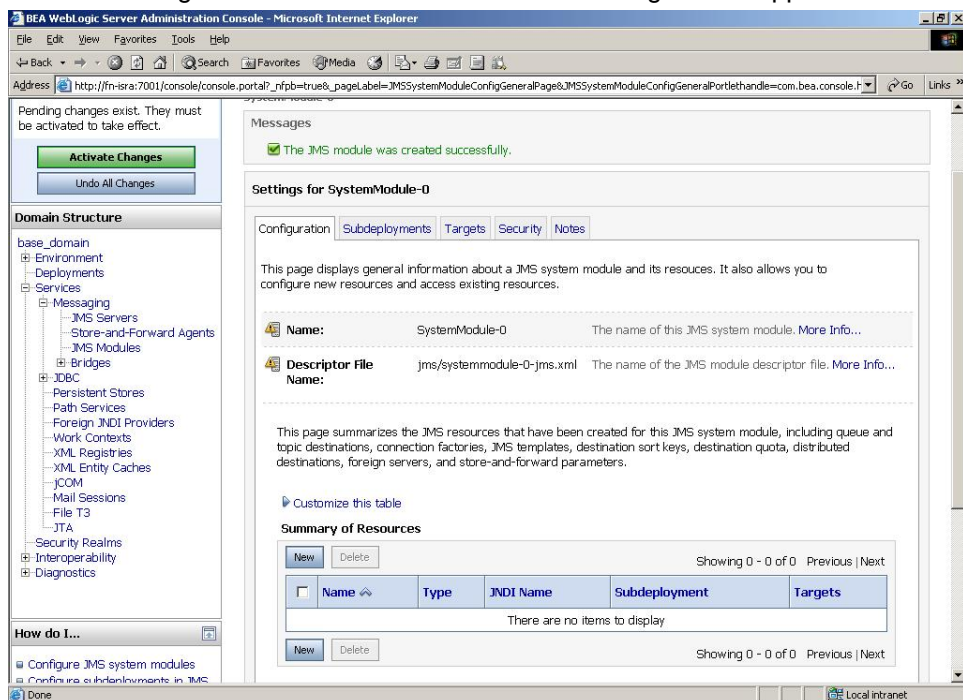 BEA WebLogic Server Administration Console - Microsoft Internet Explorer
File Edit View Favorites Tools Help
Back Search Favorites Media
Address http://fn-isra:7001/console/console.portal?_nfpb=true&_pageLabel=JMSSystemModuleConfigGeneralPage&JMSSystemModuleConfigGeneralPortlethandle=com.bea.console.h Go Links »
Pending changes exist. They must
be activated to take effect.
Activate Changes
Undo All Changes
Domain Structure
base_domain
Environment
Deployments
Services
Messaging
JMS Servers
Store-and-Forward Agents
JMS Modules
Bridges
JDBC
Persistent Stores
Path Services
Foreign JNDI Providers
Work Contexts
XML Registries
XML Entity Caches
jCOM
Mail Sessions
File T3
JTA
Security Realms
Interoperability
Diagnostics
How do I...
Configure JMS system modules
Configure subdeployments in JMS
Messages
The JMS module was created successfully.
Settings for SystemModule-0
Configuration Subdeployments Targets Security Notes
This page displays general information about a JMS system module and its resouces. It also allows you to
configure new resources and access existing resources.
Name: SystemModule-0 The name of this JMS system module. More Info...
Descriptor File jms/systemmodule-0-jms.xml The name of the JMS module descriptor file. More Info...
Name:
This page summarizes the JMS resources that have been created for this JMS system module, including queue and
topic destinations, connection factories, JMS templates, destination sort keys, destination quota, distributed
destinations, foreign servers, and store-and-forward parameters.
Customize this table
Summary of Resources
New Delete Showing 0 - 0 of 0 Previous | Next
Name Type JNDI Name Subdeployment Targets
There are no items to display
New Delete Showing 0 - 0 of 0 Previous | Next
Done Local intranet